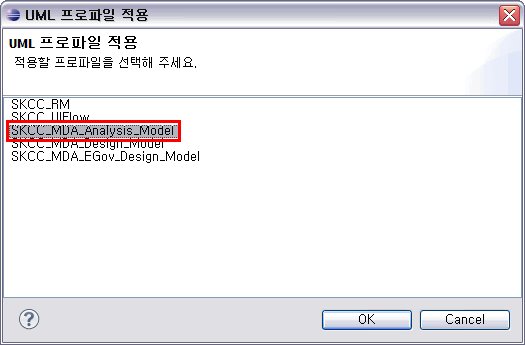 UML 프로파일 적용
UML 프로파일 적용
적용할 프로파일을 선택해 주세요.
SKCC_RM
SKCC_UIFlow
SKCC_MDA_Analysis_Model
SKCC_MDA_Design_Model
SKCC_MDA_EGov_Design_Model
?
OK
Cancel